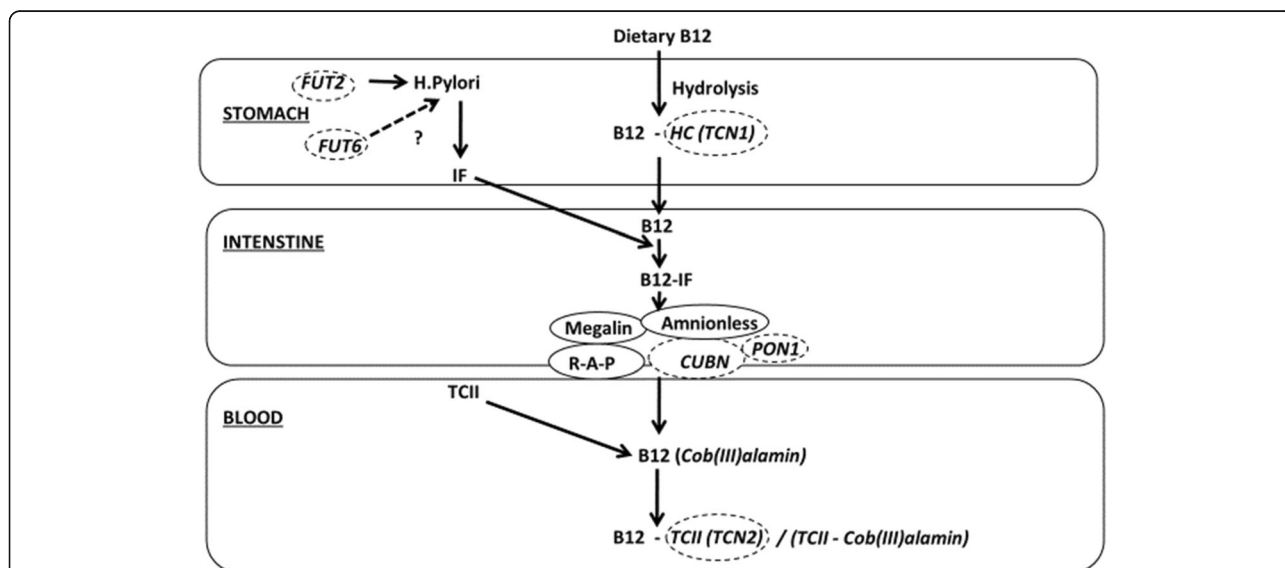 Dietary B12
FUT2
H.Pylori
Hydrolysis
STOMACH
B12 - HC (TCN1)
FUT6
?
IF
B12
INTENSTINE
B12-IF
Megalin
Amnionless
PON1
R-A-P
CUBN
TCII
BLOOD
B12 (Cob(III)alamin)
B12 - TCII (TCN2) / (TCII - Cob(III)alamin)